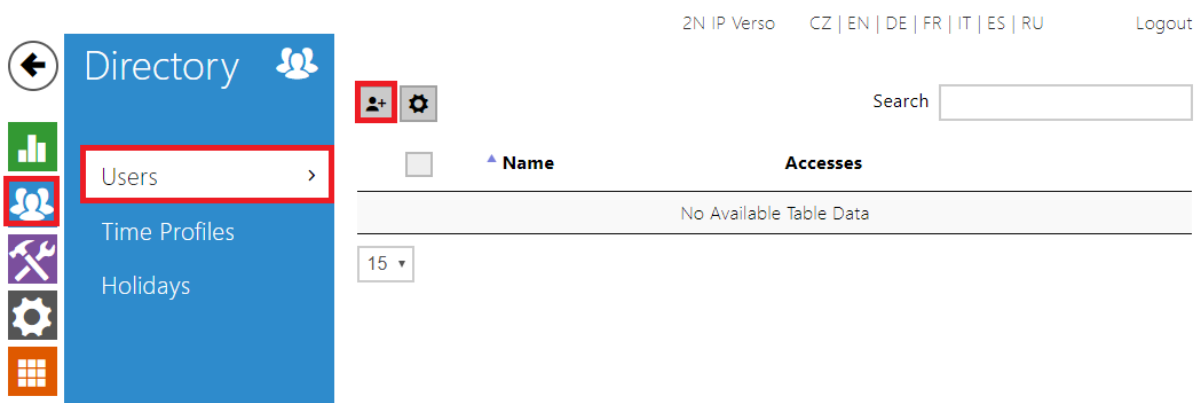 2N IP Verso CZ | EN | DE | FR | IT | ES | RU Logout
Directory
Search
Name Accesses
Users
No Available Table Data
Time Profiles
15
Holidays